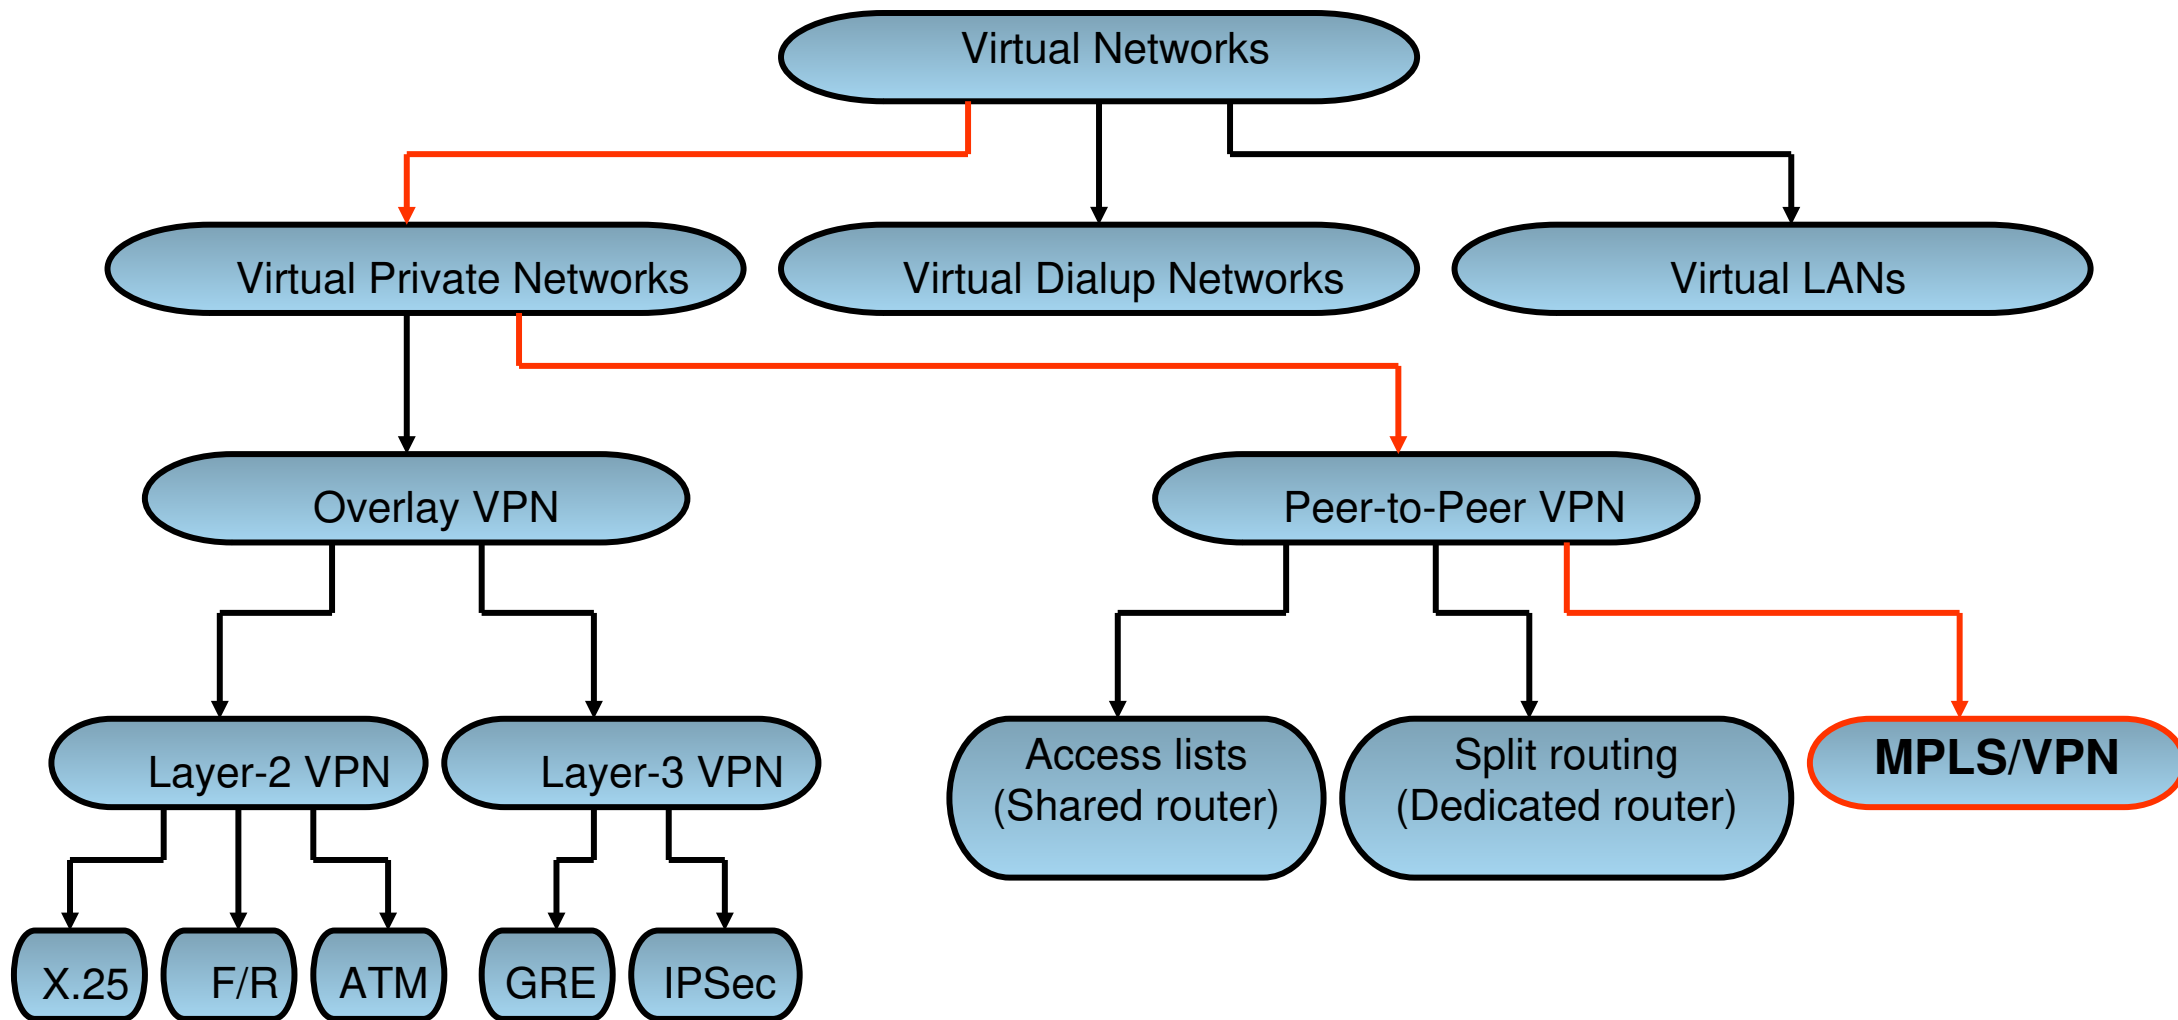 Virtual Networks
Virtual Private Networks
Virtual Dialup Networks
Virtual LANs
Overlay VPN
Peer-to-Peer VPN
Layer-2 VPN
Layer-3 VPN
Access lists
(Shared router)
Split routing
(Dedicated router)
MPLS/VPN
X.25
F/R
ATM
GRE
IPSec